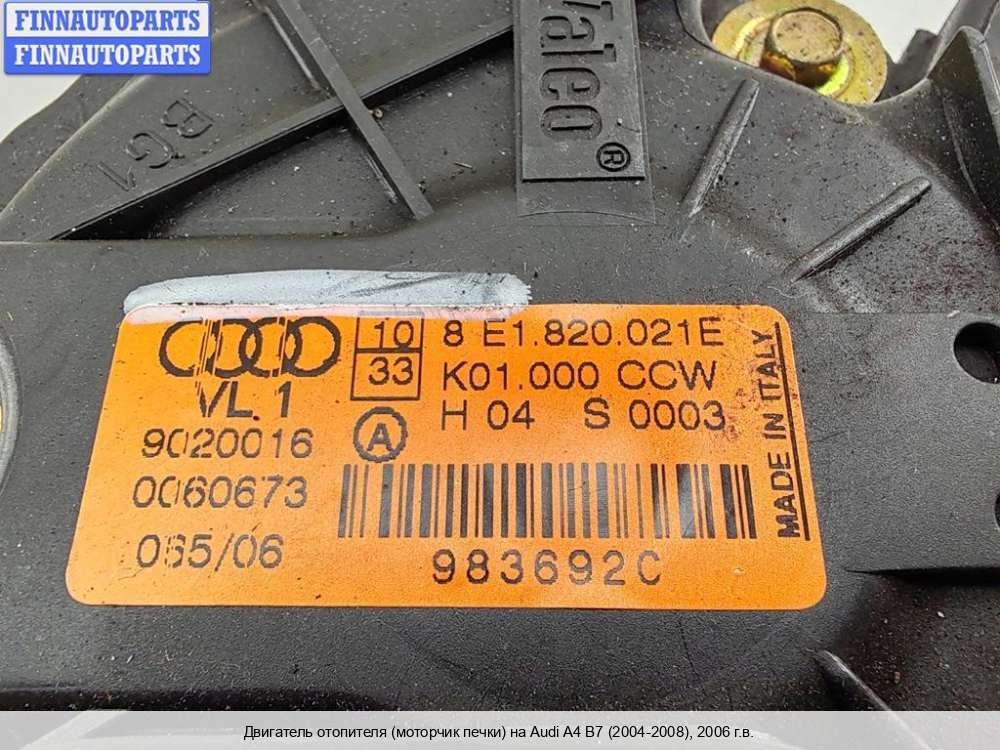 FINNAUTOPARTS
FINNAUTOPARTS
BG1
Valeo ®
10
33
8 E1.820.021E
K01.000 CCW
H 04 S 0003
VL.1
A
9020016
0060673
065/06
983692C
MADE IN ITALY
Двигатель отопителя (моторчик печки) на Audi A4 B7 (2004-2008), 2006 г.в.